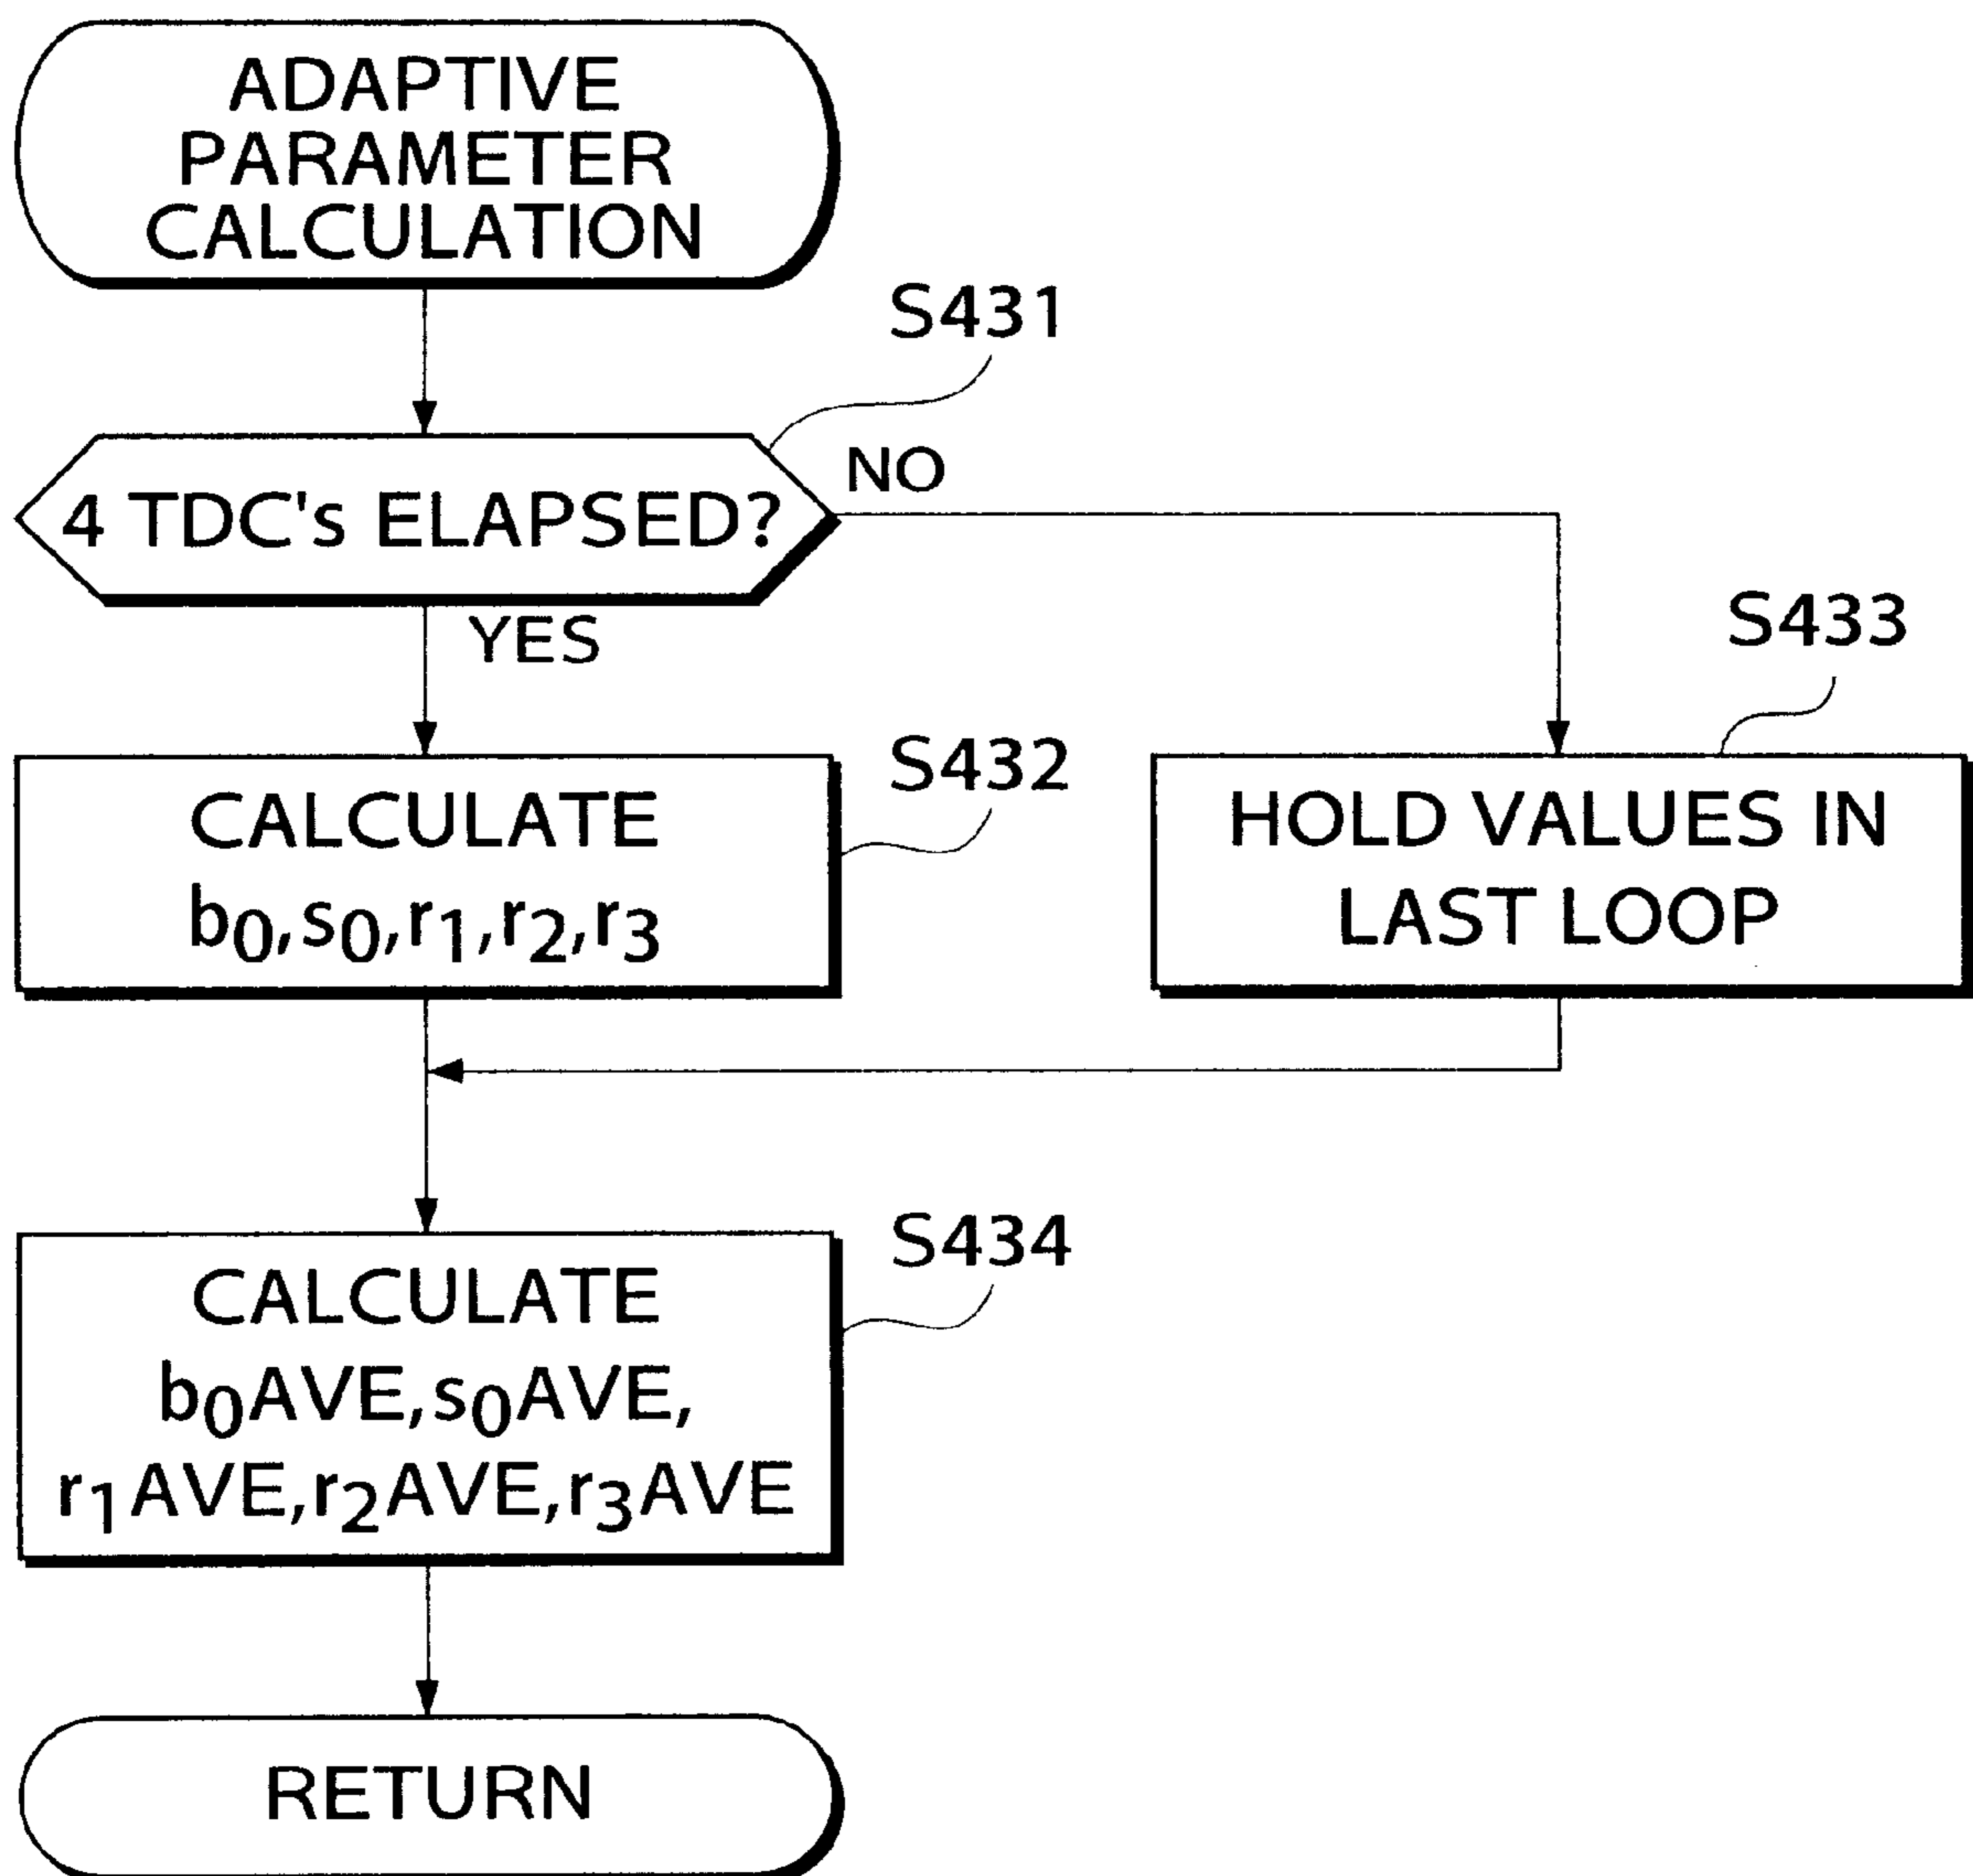 ADAPTIVE
PARAMETER
CALCULATION
S431
4 TDC's ELAPSED?
NO
YES
S433
S432
CALCULATE
b0,s0,r1,r2,r3
HOLD VALUES IN
LAST LOOP
S434
CALCULATE
b0AVE,s0AVE,
r1AVE,r2AVE,r3AVE
RETURN